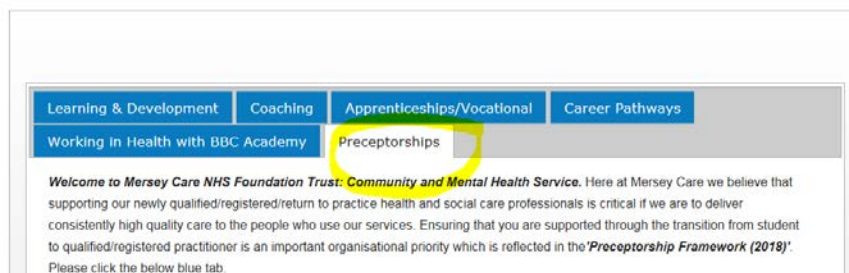 Learning & Development Coaching Apprenticeships/Vocational Career Pathways
Working in Health with BBC Academy Preceptorships
Welcome to Mersey Care NHS Foundation Trust: Community and Mental Health Service. Here at Mersey Care we believe that
supporting our newly qualified/registered/return to practice health and social care professionals is critical if we are to deliver
consistently high quality care to the people who use our services. Ensuring that you are supported through the transition from student
to qualified/registered practitioner is an important organisational priority which is reflected in the'Preceptorship Framework (2018)'.
Please click the below blue tab.